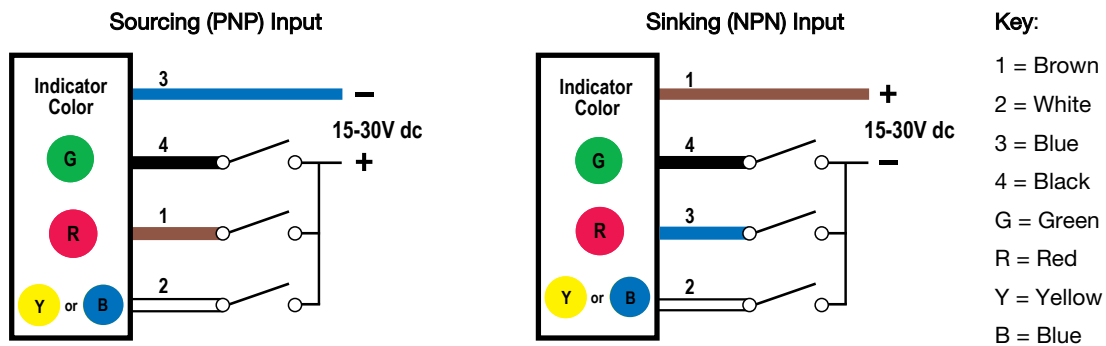 Sourcing (PNP) Input
Indicator
Color
3
–
15-30V dc
G
4
+
R
1
Y or B
2
Sinking (NPN) Input
Indicator
Color
1
+
15-30V dc
G
4
–
R
3
Y or B
2
Key:
1 = Brown
2 = White
3 = Blue
4 = Black
G = Green
R = Red
Y = Yellow
B = Blue